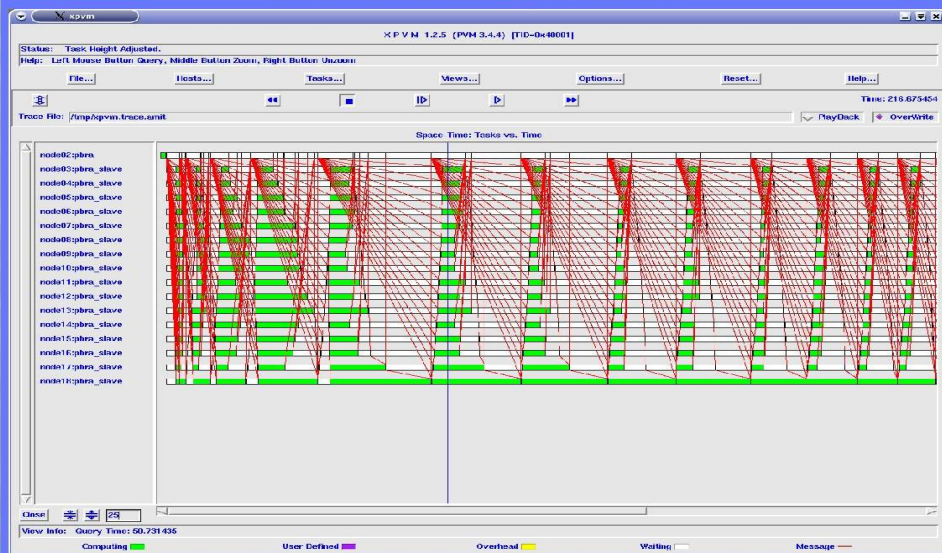 xpvm
X P V M 1.2.5 (PVM 3.4.4) [TID=0x40001]
Status: Task Height Adjusted.
Help: Left Mouse Button Query, Middle Button Zoom, Right Button Unzoom
File... Hosts... Tasks... Views... Options... Reset... Help...
Time: 216.675454
Trace File: /tmp/xpvm.trace.amit PlayBack OverWrite
Space Time: Tasks vs. Time
node02:pbra
node03:pbra_slave
node04:pbra_slave
node05:pbra_slave
node06:pbra_slave
node07:pbra_slave
node08:pbra_slave
node09:pbra_slave
node10:pbra_slave
node11:pbra_slave
node12:pbra_slave
node13:pbra_slave
node14:pbra_slave
node15:pbra_slave
node16:pbra_slave
node17:pbra_slave
node18:pbra_slave
Close 25
View Info: Query Time: 50.731435
Computing User Defined Overhead Waiting Message